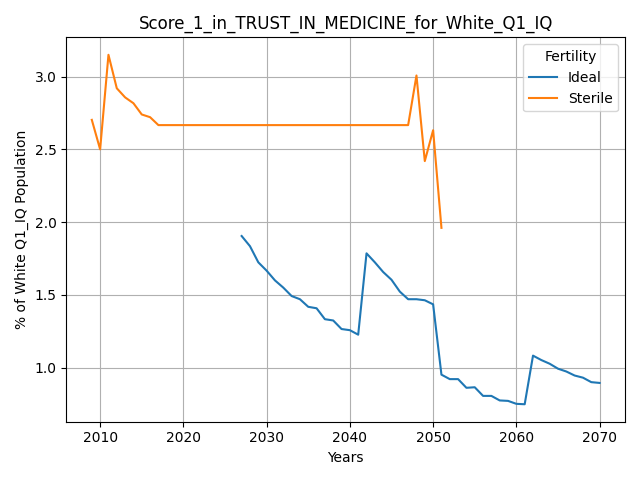 Score_1_in_TRUST_IN_MEDICINE_for_White_Q1_IQ
Fertility
Ideal
Sterile
% of White Q1_IQ Population
3.0
2.5
2.0
1.5
1.0
2010 2020 2030 2040 2050 2060 2070
Years